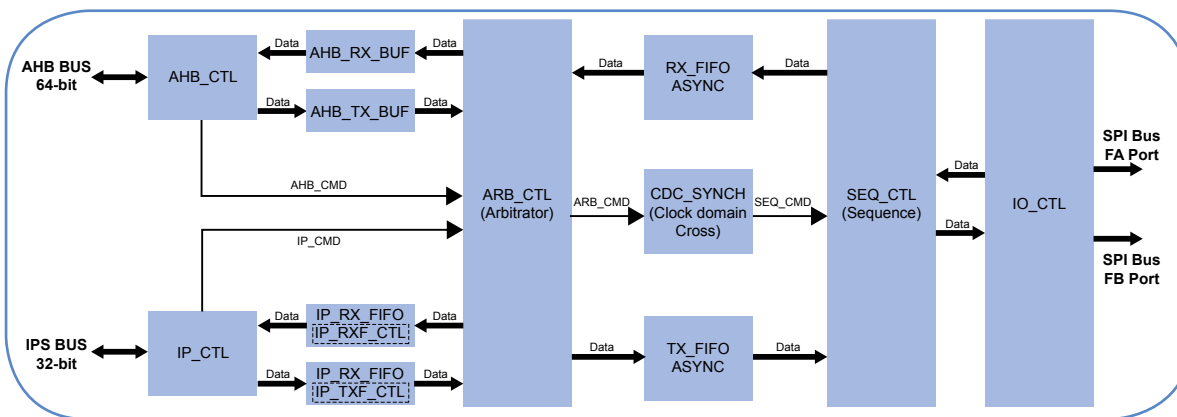 AHB BUS
64-bit
AHB_CTL
Data
AHB_RX_BUF
Data
Data
AHB_TX_BUF
Data
AHB_CMD
IP_CMD
IPS BUS
32-bit
IP_CTL
Data
IP_RX_FIFO
IP_RXF_CTL
Data
Data
IP_RX_FIFO
IP_TXF_CTL
Data
ARB_CTL
(Arbitrator)
Data
RX_FIFO
ASYNC
Data
ARB_CMD
CDC_SYNCH
(Clock domain
Cross)
SEQ_CMD
Data
TX_FIFO
ASYNC
Data
SEQ_CTL
(Sequence)
Data
Data
IO_CTL
SPI Bus
FA Port
SPI Bus
FB Port